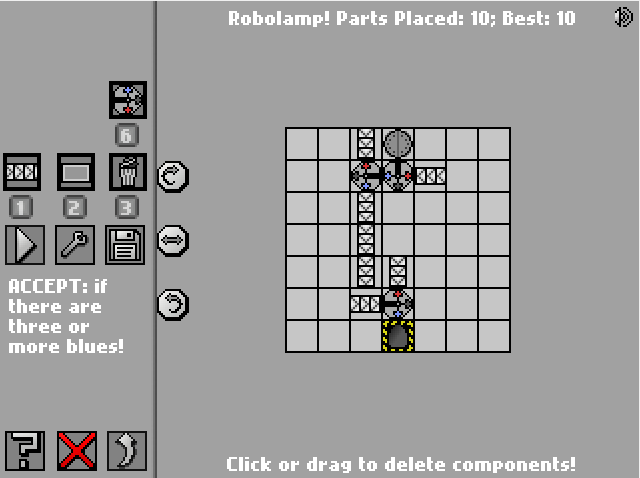 Robolamp! Parts Placed: 10; Best: 10
6
1
2
3
ACCEPT: if
there are
three or
more blues!
?
Click or drag to delete components!